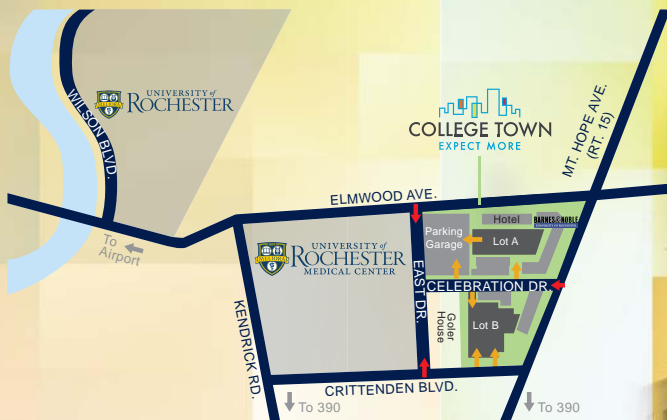 UNIVERSITY of
ROCHESTER
WILSON BLVD.
COLLEGE TOWN
EXPECT MORE
MT. HOPE AVE.
(RT. 15)
ELMWOOD AVE.
To
Airport
Hotel
BARNES & NOBLE
Parking
Garage
Lot A
UNIVERSITY of
ROCHESTER
MEDICAL CENTER
EAST DR.
CELEBRATION DR.
KENDRICK RD.
Goler
House
Lot B
CRITTENDEN BLVD.
To 390
To 390